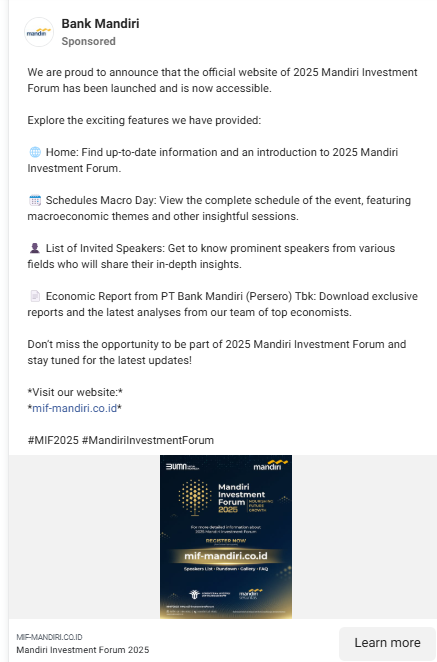 Bank Mandiri
Sponsored
We are proud to announce that the official website of 2025 Mandiri Investment
Forum has been launched and is now accessible.
Explore the exciting features we have provided:
🌐 Home: Find up-to-date information and an introduction to 2025 Mandiri
Investment Forum.
📅 Schedules Macro Day: View the complete schedule of the event, featuring
macroeconomic themes and other insightful sessions.
👤 List of Invited Speakers: Get to know prominent speakers from various
fields who will share their in-depth insights.
📄 Economic Report from PT Bank Mandiri (Persero) Tbk: Download exclusive
reports and the latest analyses from our team of top economists.
Don’t miss the opportunity to be part of 2025 Mandiri Investment Forum and
stay tuned for the latest updates!
*Visit our website:*
*mif-mandiri.co.id*
#MIF2025 #MandiriInvestmentForum
BUMN
mandiri
Mandiri
Investment
Forum
2025
NOURISHING
FUTURE
GROWTH
For more detailed information about
2025 Mandiri Investment Forum
REGISTER NOW
mif-mandiri.co.id
Speakers List · Rundown · Gallery · FAQ
mandiri
MIF-MANDIRI.CO.ID
Mandiri Investment Forum 2025
Learn more